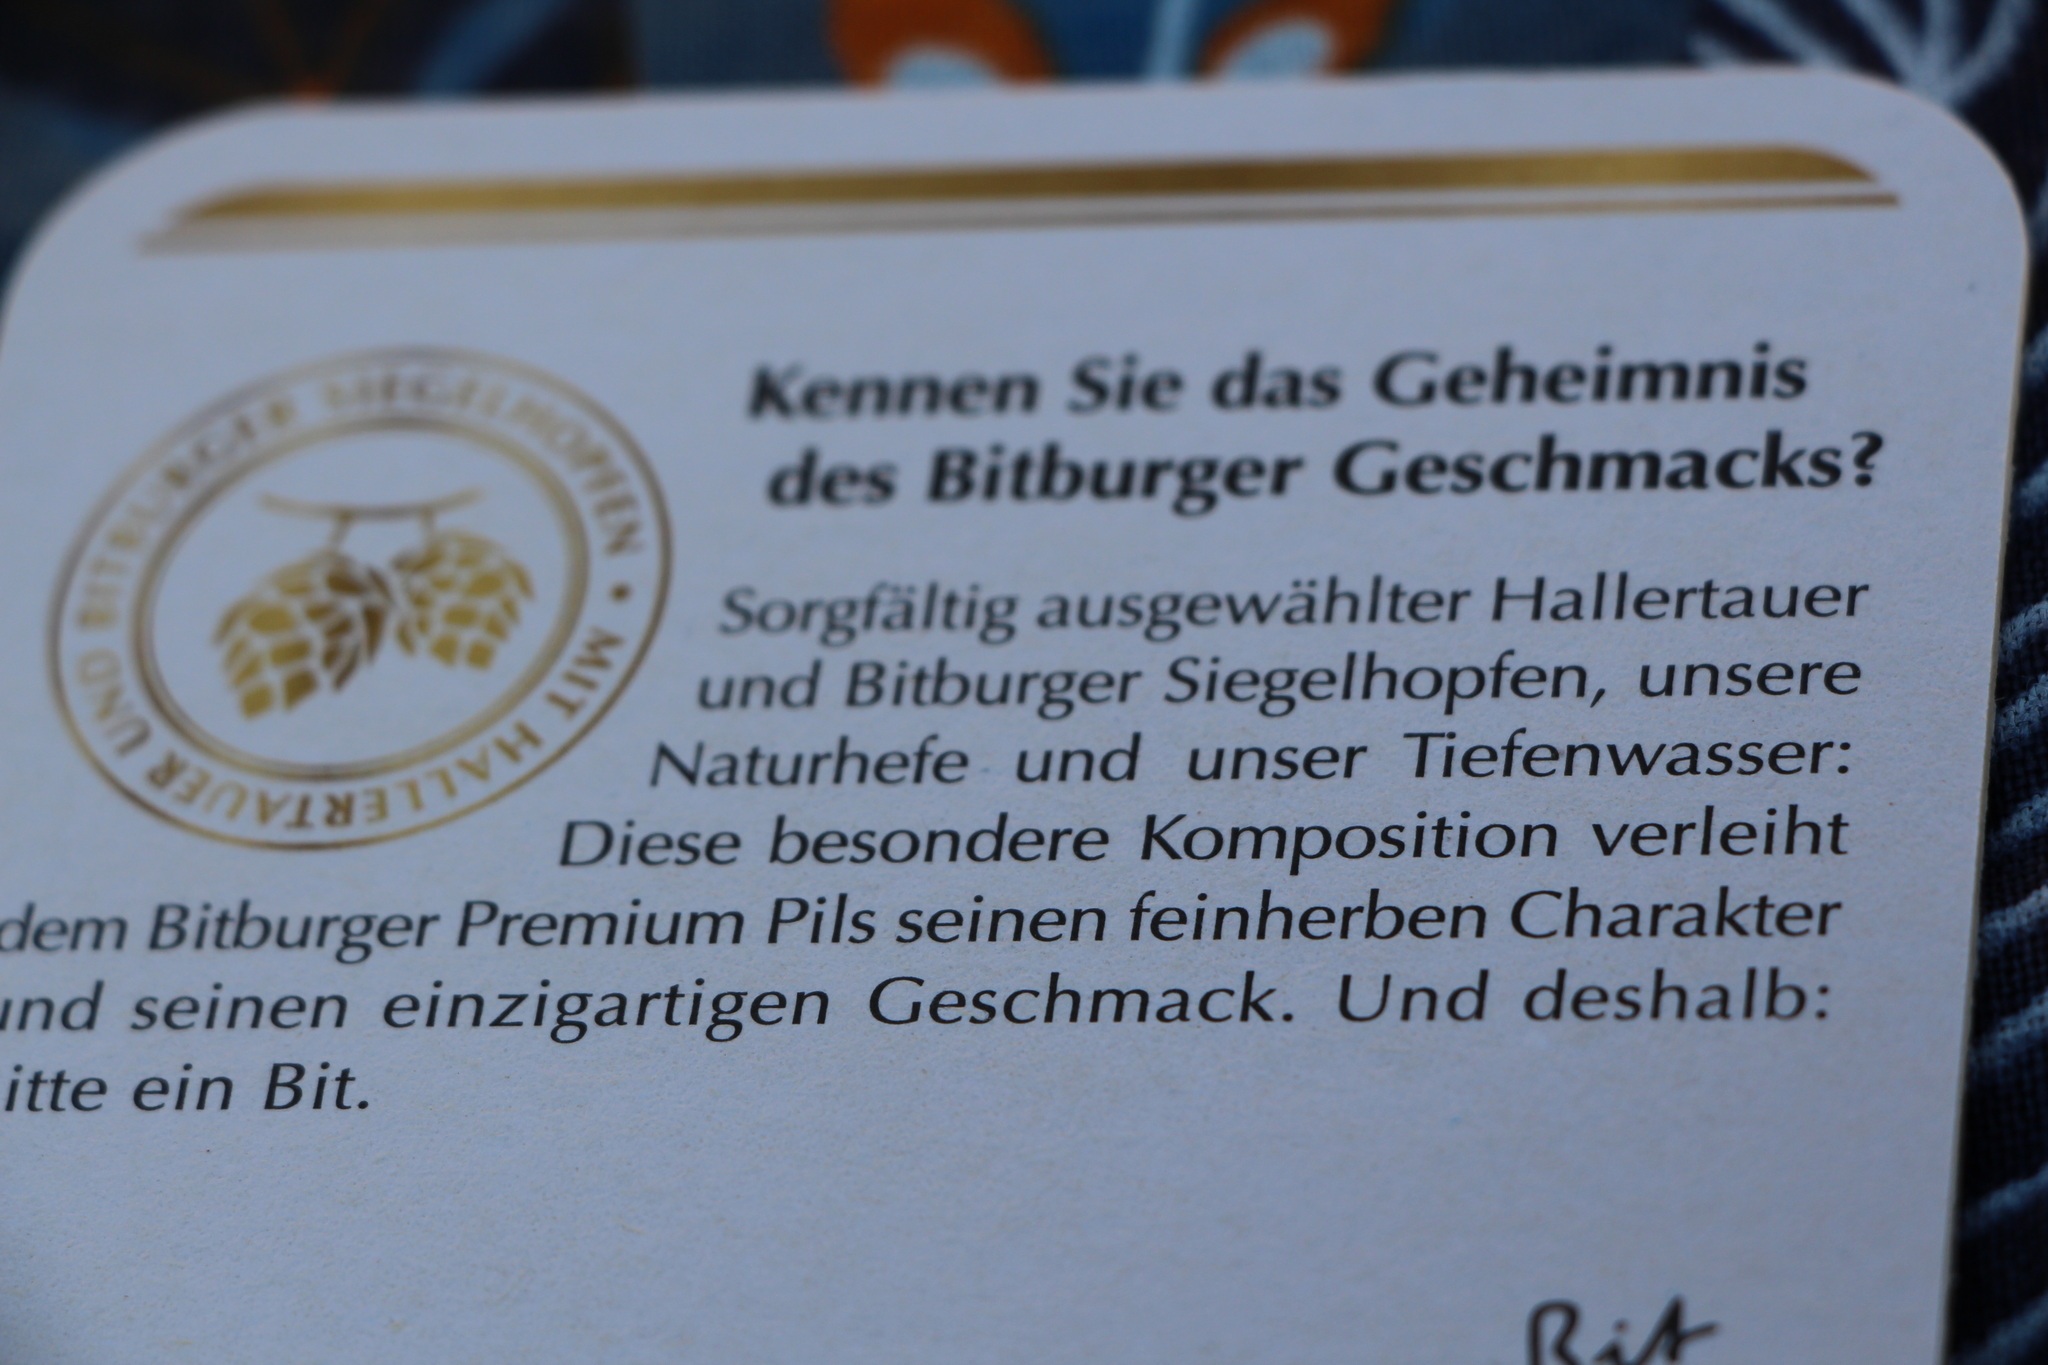 BITBURGER SIEGELHOPFEN • MIT HALLERTAUER UND
Kennen Sie das Geheimnis
des Bitburger Geschmacks?
Sorgfältig ausgewählter Hallertauer
und Bitburger Siegelhopfen, unsere
Naturhefe und unser Tiefenwasser:
Diese besondere Komposition verleiht
dem Bitburger Premium Pils seinen feinherben Charakter
und seinen einzigartigen Geschmack. Und deshalb:
itte ein Bit.
Bit